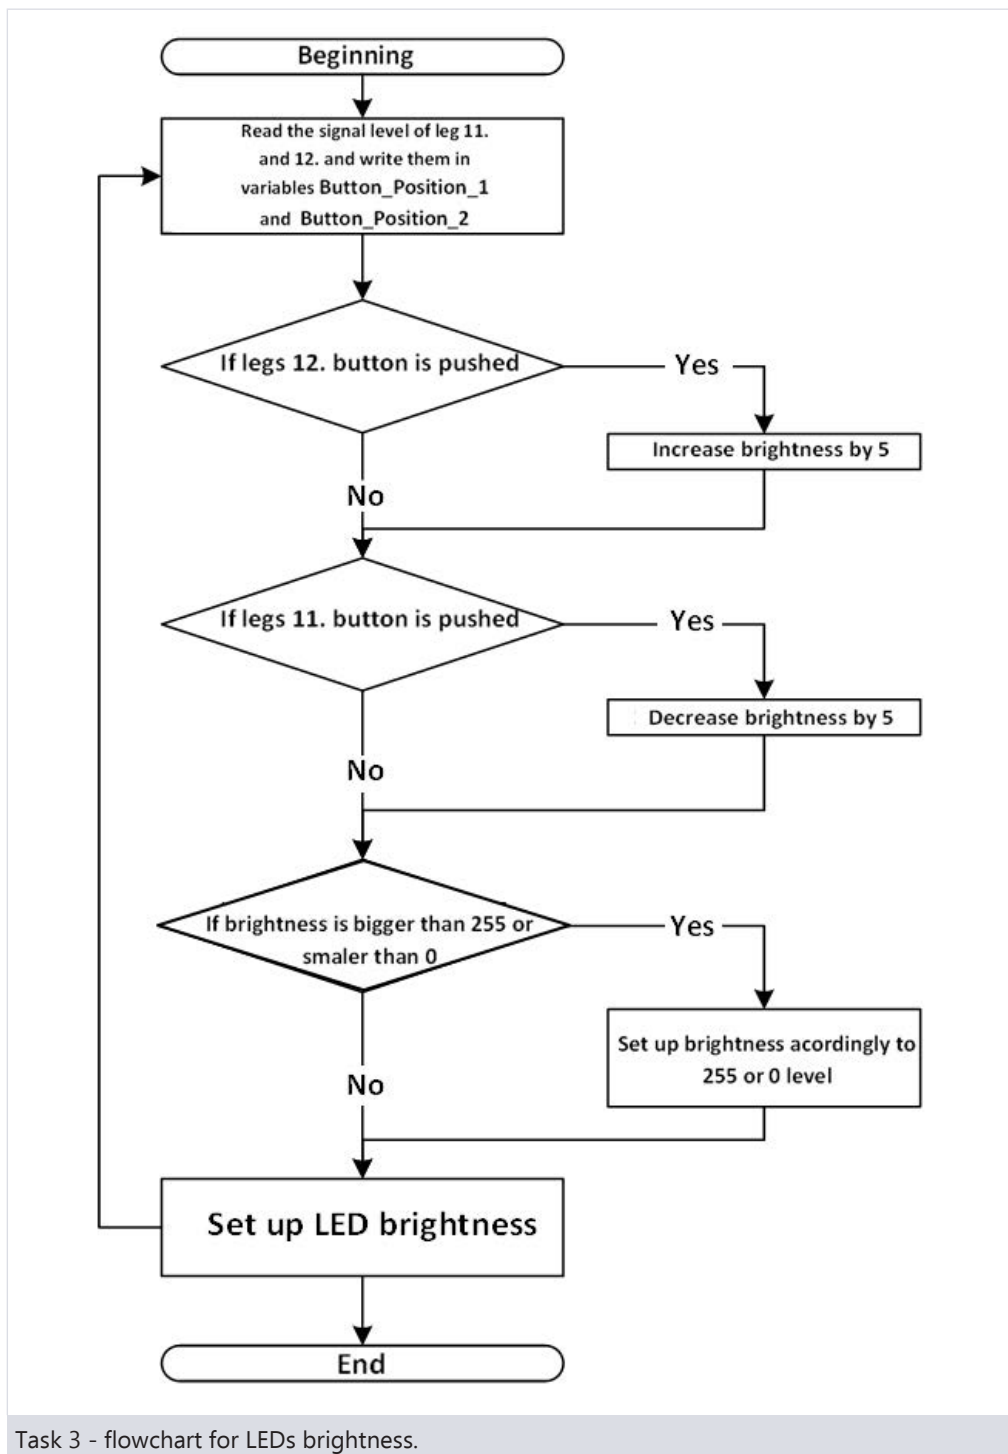 Beginning
Read the signal level of leg 11.
and 12. and write them in
variables Button_Position_1
and Button_Position_2
If legs 12. button is pushed
Yes
Increase brightness by 5
No
If legs 11. button is pushed
Yes
Decrease brightness by 5
No
If brightness is bigger than 255 or
smaler than 0
Yes
Set up brightness acordingly to
255 or 0 level
No
Set up LED brightness
End
Task 3 - flowchart for LEDs brightness.